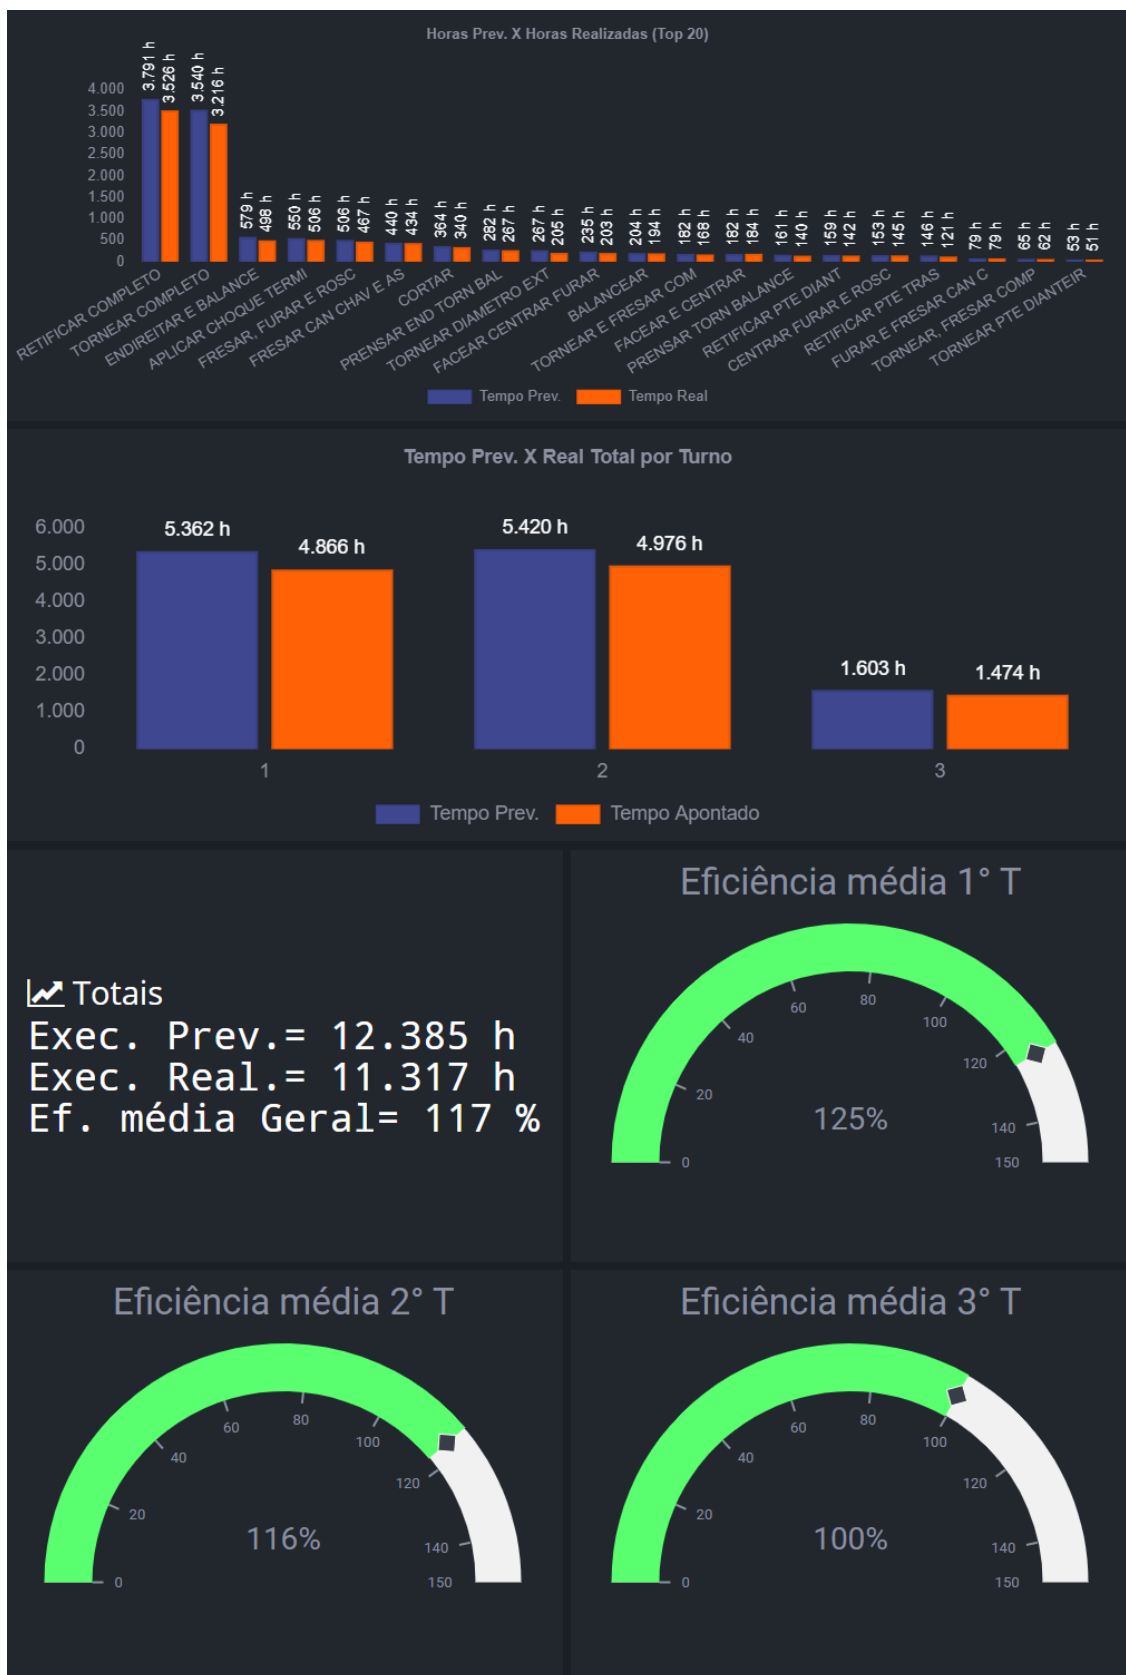 Horas Prev. X Horas Realizadas (Top 20)
3.791 h 3.526 h 3.540 h 3.216 h 579 h 498 h 550 h 506 h 506 h 467 h 440 h 434 h 364 h 340 h 282 h 267 h 267 h 205 h 235 h 203 h 204 h 194 h 182 h 168 h 182 h 184 h 161 h 140 h 159 h 142 h 153 h 145 h 146 h 121 h 79 h 79 h 65 h 62 h 53 h 51 h
4.000
3.500
3.000
2.500
2.000
1.500
1.000
500
0
RETIFICAR COMPLETO
TORNEAR COMPLETO
ENDIREITAR E BALANCE
APLICAR CHOQUE TERMI
FRESAR, FURAR E ROSC
FRESAR CAN CHAV E AS
CORTAR
PRENSAR END TORN BAL
TORNEAR DIAMETRO EXT
FACEAR CENTRAR FURAR
BALANCEAR
TORNEAR E FRESAR COM
FACEAR E CENTRAR
PRENSAR TORN BALANCE
RETIFICAR PTE DIANT
CENTRAR FURAR E ROSC
RETIFICAR PTE TRAS
FURAR E FRESAR CAN C
TORNEAR, FRESAR COMP
TORNEAR PTE DIANTEIR
Tempo Prev. Tempo Real
Tempo Prev. X Real Total por Turno
6.000
5.000
4.000
3.000
2.000
1.000
0
5.362 h 4.866 h 5.420 h 4.976 h 1.603 h 1.474 h
1 2 3
Tempo Prev. Tempo Apontado
Totais
Exec. Prev.= 12.385 h
Exec. Real.= 11.317 h
Ef. média Geral= 117 %
Eficiência média 1° T
0 20 40 60 80 100 120 140 150
125%
Eficiência média 2° T
0 20 40 60 80 100 120 140 150
116%
Eficiência média 3° T
0 20 40 60 80 100 120 140 150
100%